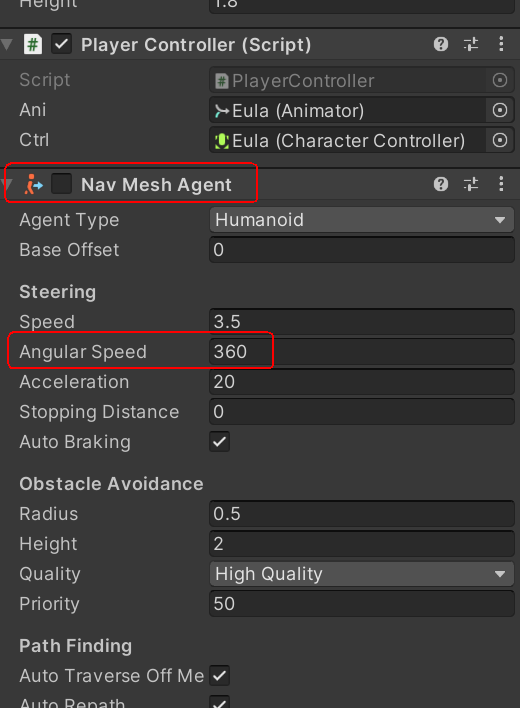 Height 1.8
Player Controller (Script)
Script PlayerController
Ani Eula (Animator)
Ctrl Eula (Character Controller)
Nav Mesh Agent
Agent Type Humanoid
Base Offset 0
Steering
Speed 3.5
Angular Speed 360
Acceleration 20
Stopping Distance 0
Auto Braking
Obstacle Avoidance
Radius 0.5
Height 2
Quality High Quality
Priority 50
Path Finding
Auto Traverse Off Me
Auto Repath